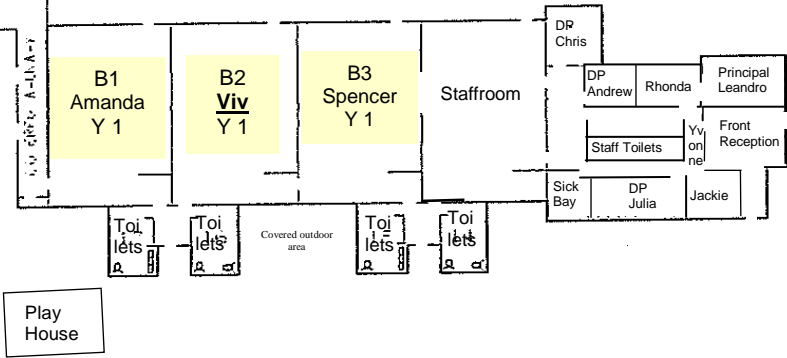 DP
Chris
B1
Amanda
Y 1
B2
Viv
Y 1
B3
Spencer
Y 1
Staffroom
DP
Andrew
Rhonda
Principal
Leandro
Staff Toilets
Yv
on
ne
Front
Reception
Sick
Bay
DP
Julia
Jackie
Toi
lets
Toi
lets
Covered outdoor
area
Toi
lets
Toi
lets
Play
House